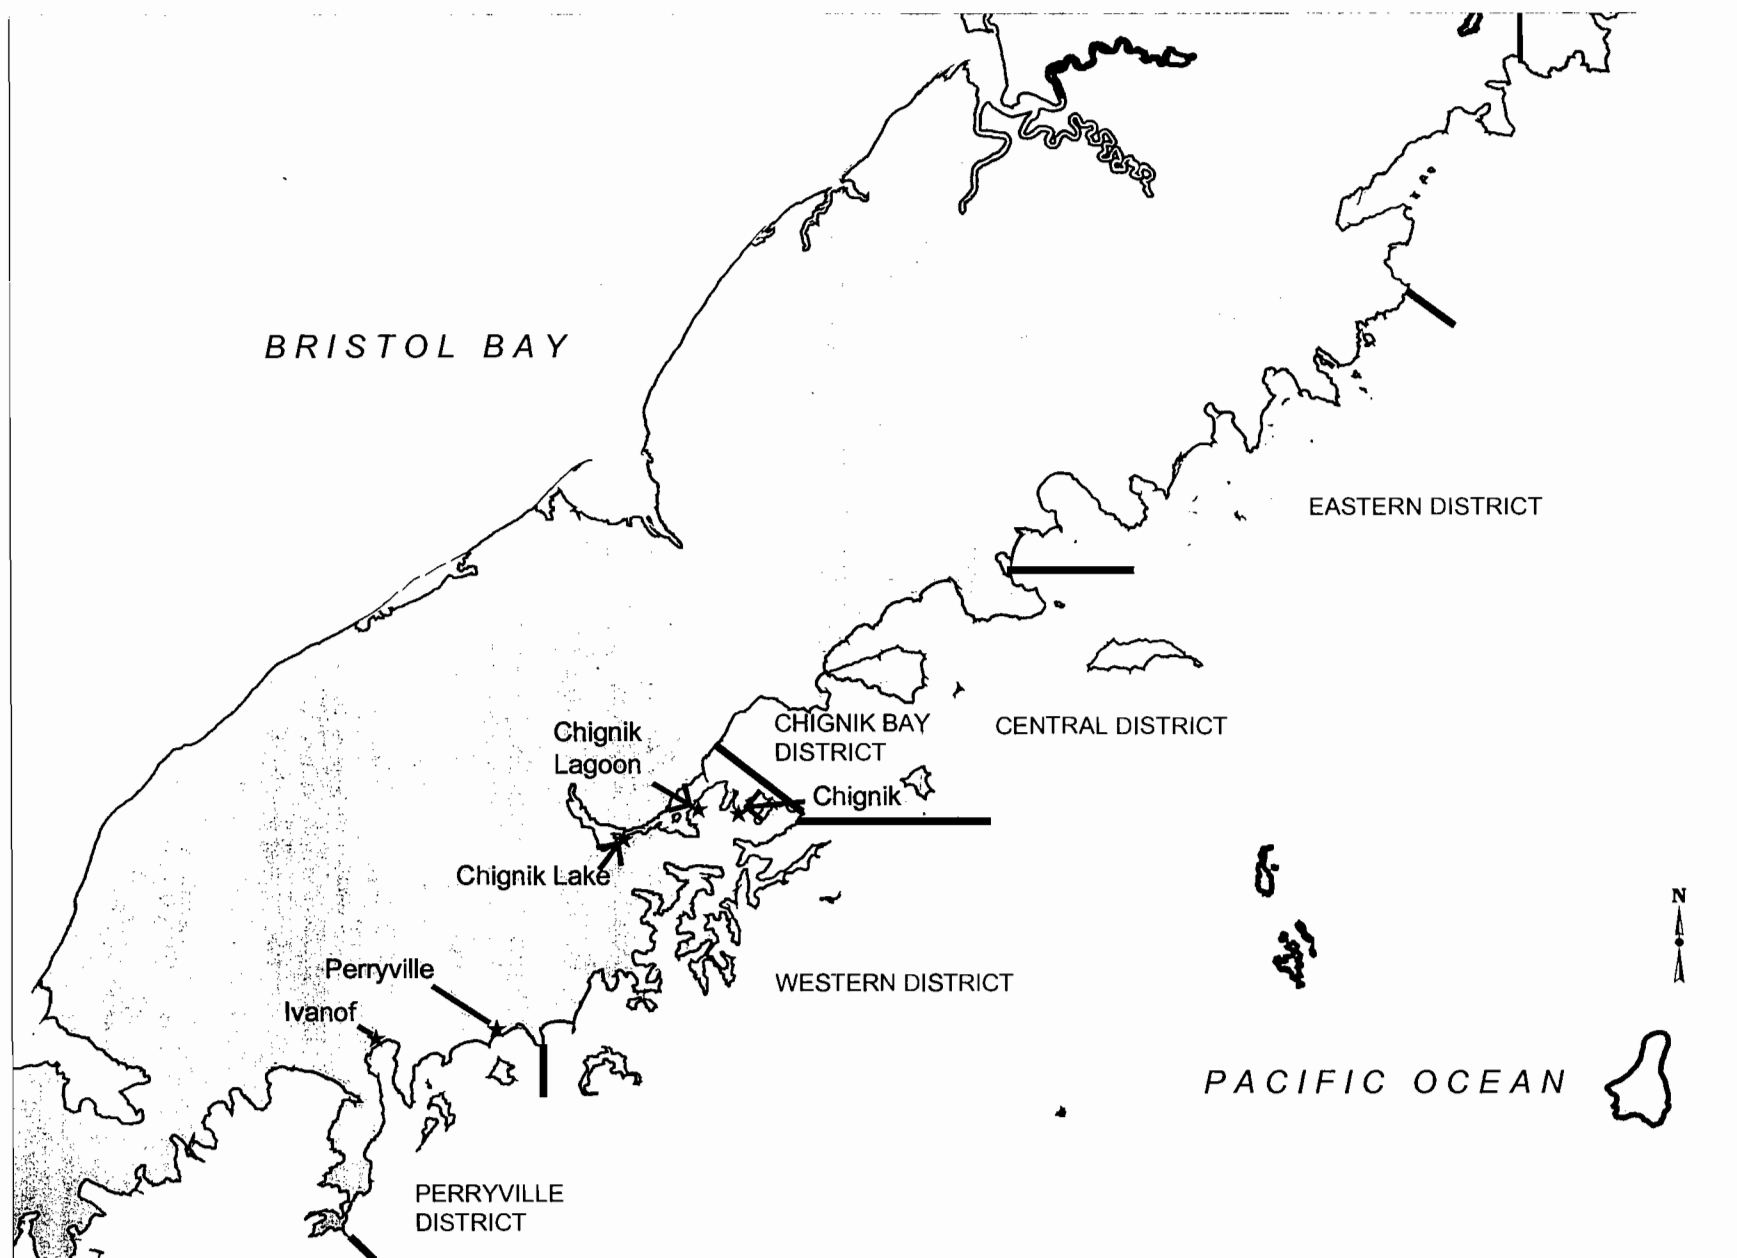 BRISTOL BAY
EASTERN DISTRICT
Chignik
Lagoon
CHIGNIK BAY
DISTRICT
CENTRAL DISTRICT
Chignik
Chignik Lake
N
Perryville
WESTERN DISTRICT
Ivanof
PACIFIC OCEAN
PERRYVILLE
DISTRICT